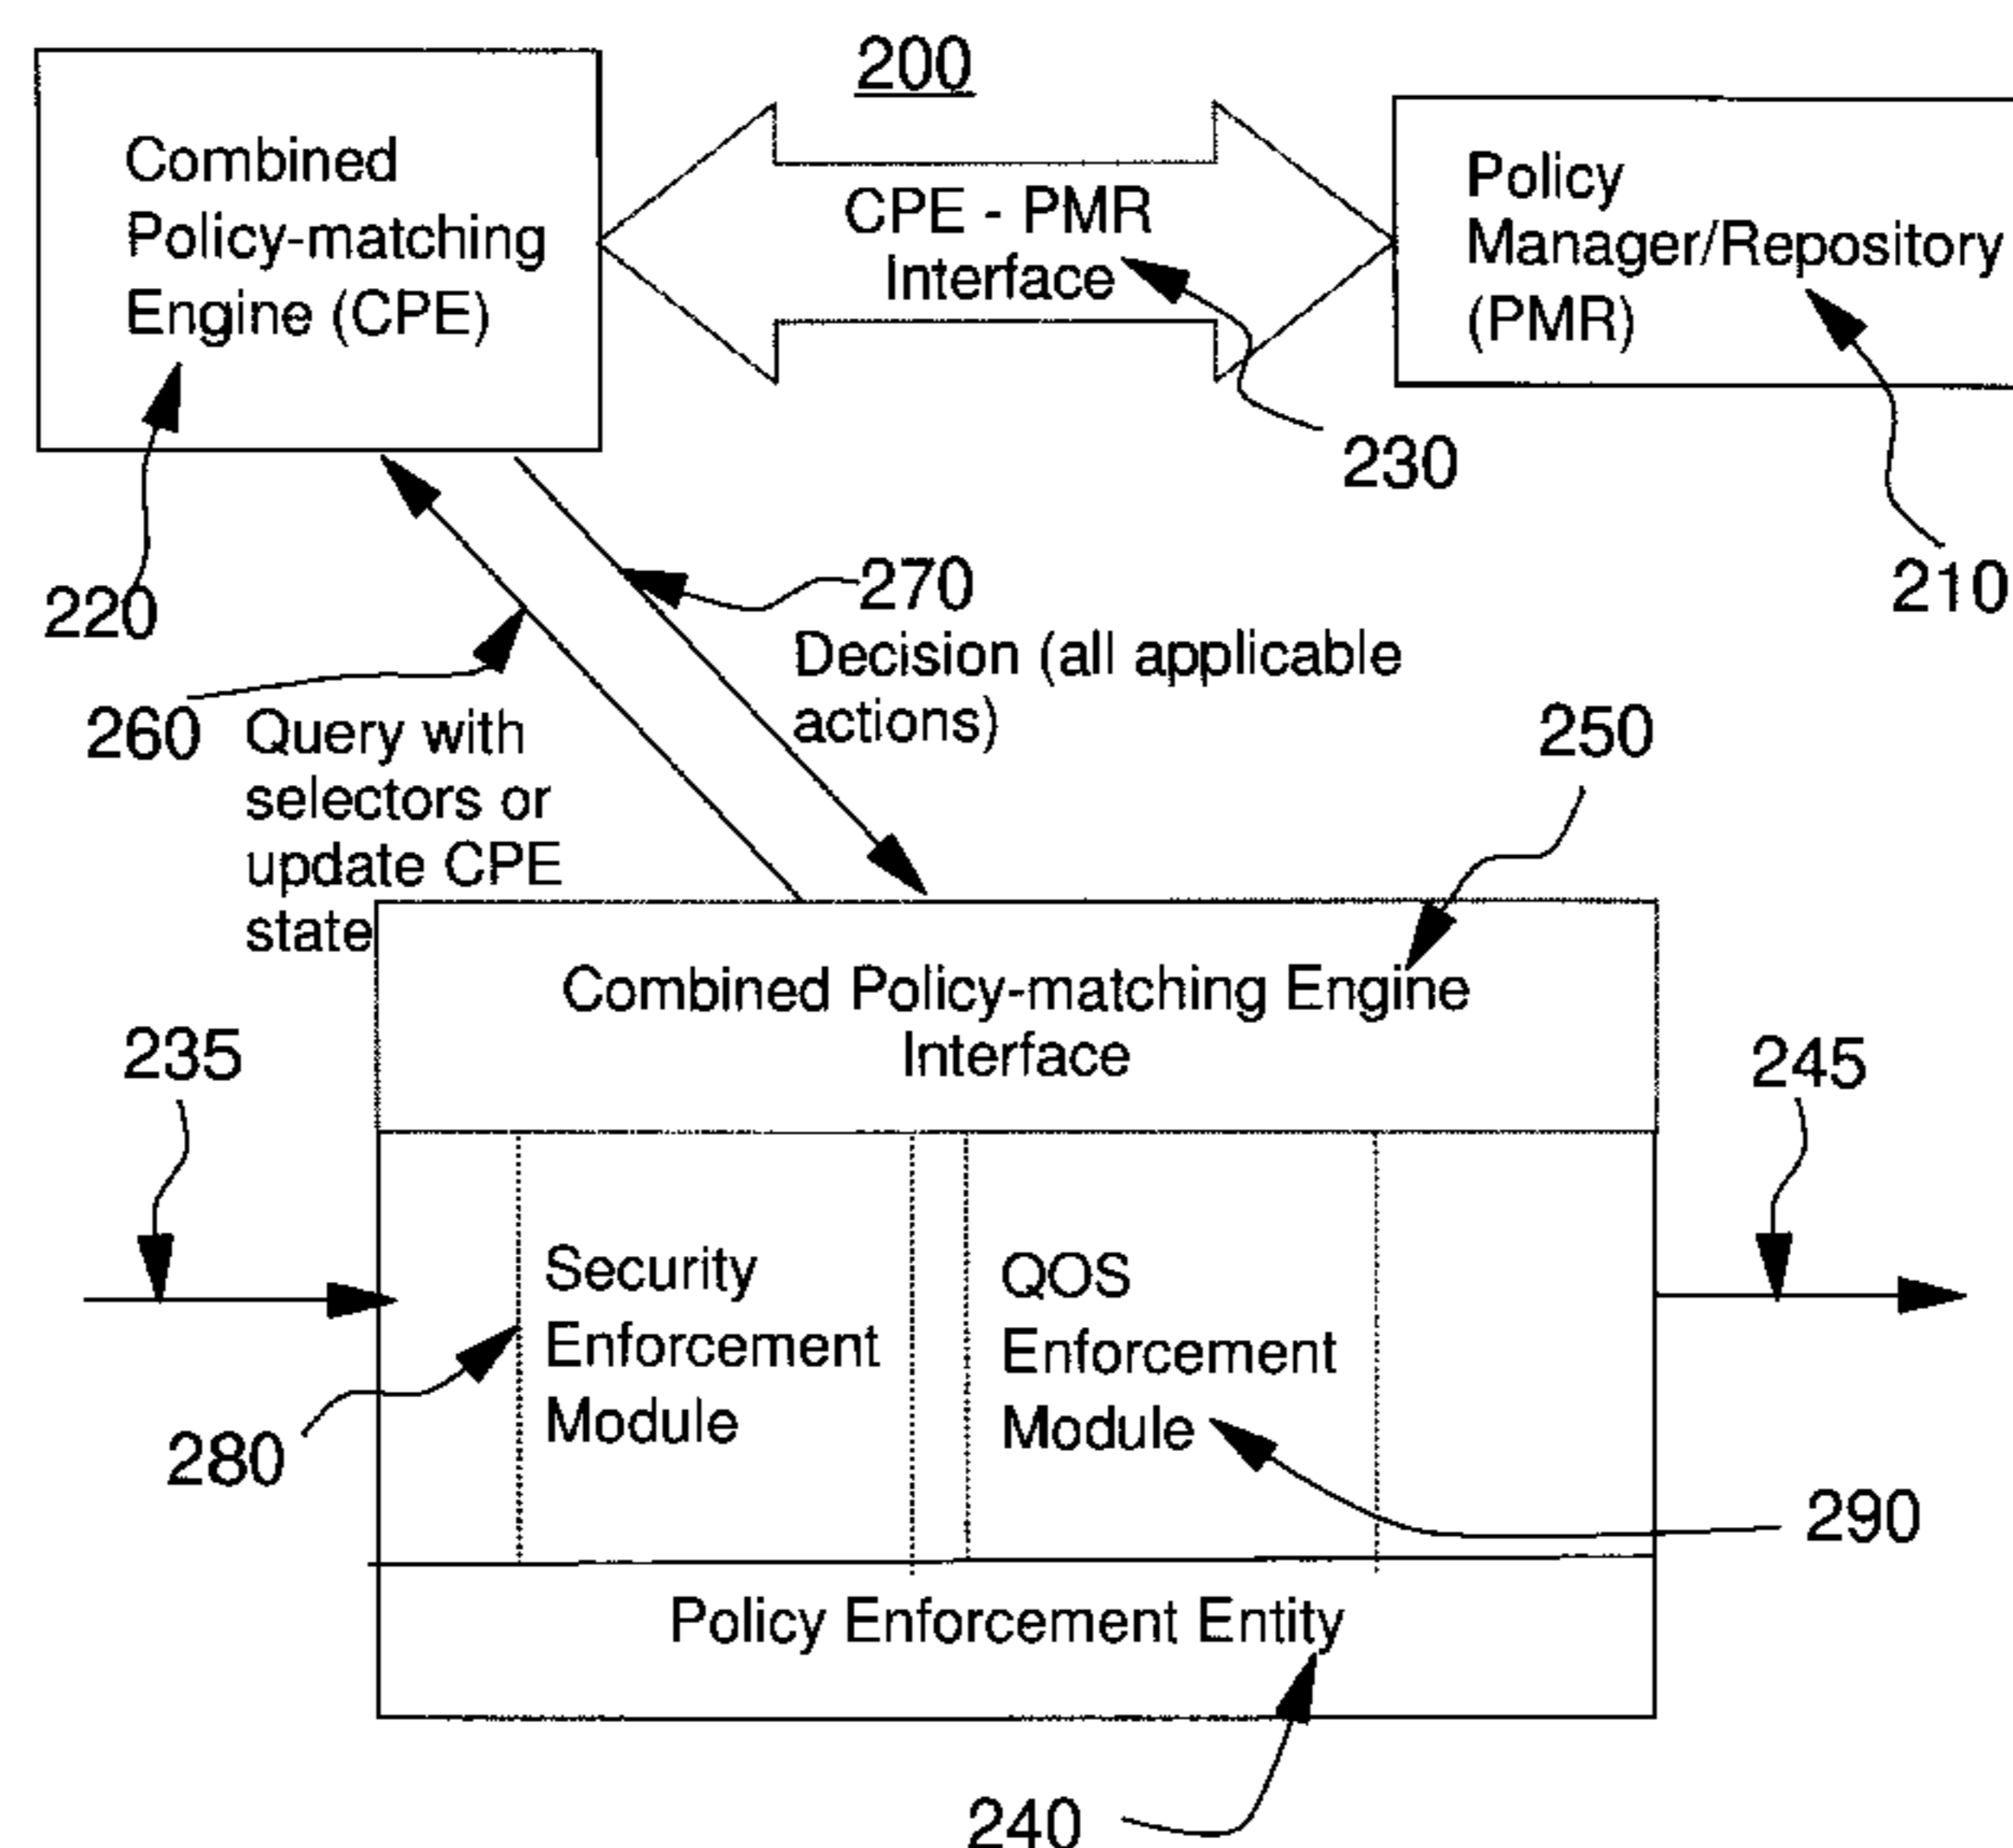 200
Combined
Policy-matching
Engine (CPE)
CPE - PMR
Interface
Policy
Manager/Repository
(PMR)
230
220
270
210
Decision (all applicable
actions)
260
Query with
selectors or
update CPE
state
250
Combined Policy-matching Engine
Interface
235
245
Security
Enforcement
Module
QOS
Enforcement
Module
280
290
Policy Enforcement Entity
240